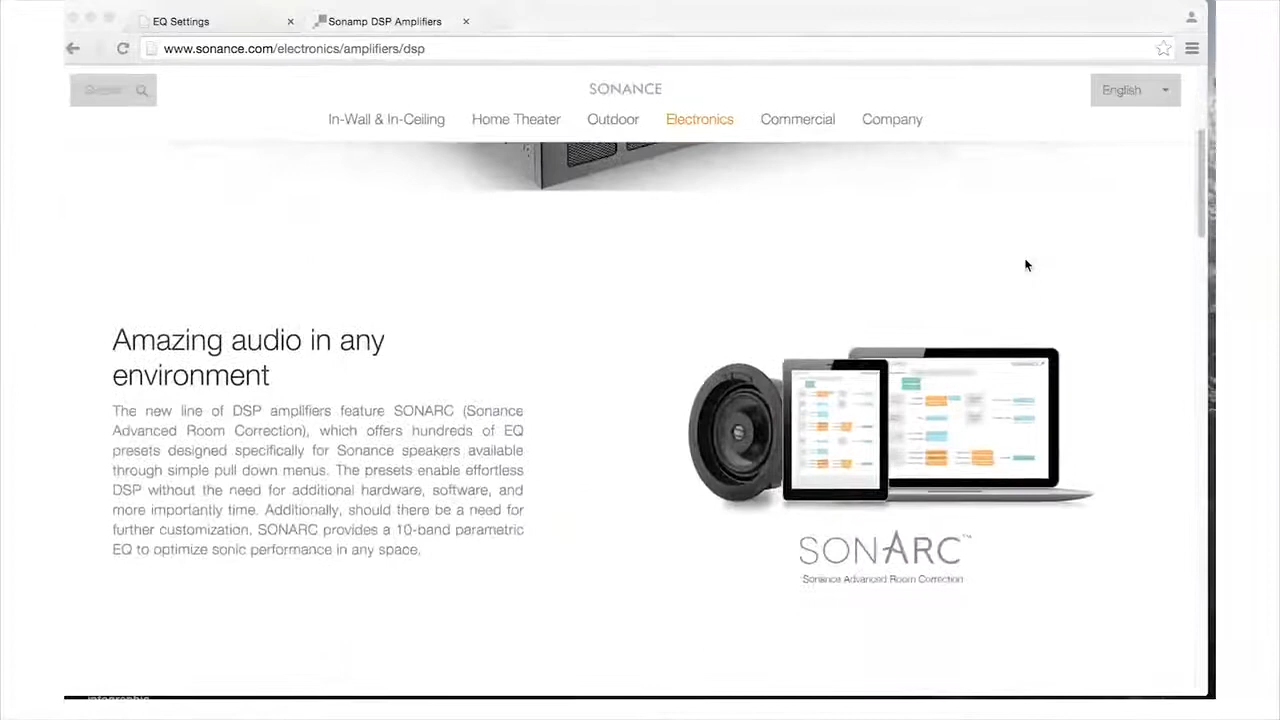 EQ Settings
Sonamp DSP Amplifiers
www.sonance.com/electronics/amplifiers/dsp
SONANCE
English
In-Wall & In-Ceiling Home Theater Outdoor Electronics Commercial Company
Amazing audio in any
environment
The new line of DSP amplifiers feature SONARC (Sonance
Advanced Room Correction), which offers hundreds of EQ
presets designed specifically for Sonance speakers available
through simple pull down menus. The presets enable effortless
DSP without the need for additional hardware, software, and
more importantly time. Additionally, should there be a need for
further customization, SONARC provides a 10-band parametric
EQ to optimize sonic performance in any space.
SONARC™
Sonance Advanced Room Correction